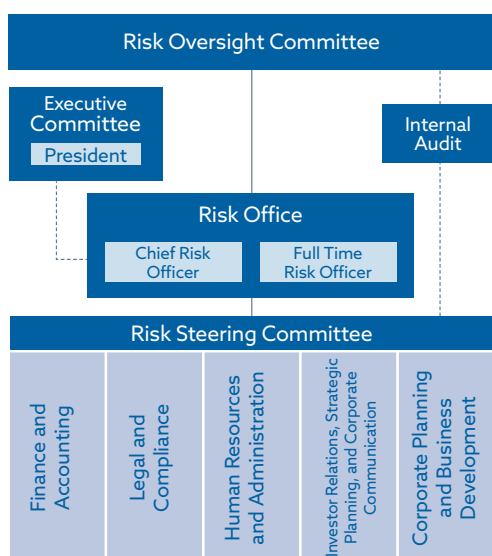 Risk Oversight Committee
Executive
Committee
President
Internal
Audit
Risk Office
Chief Risk
Officer
Full Time
Risk Officer
Risk Steering Committee
Finance and
Accounting
Legal and
Compliance
Human Resources
and Administration
Investor Relations, Strategic
Planning, and Corporate
Communication
Corporate Planning
and Business
Development